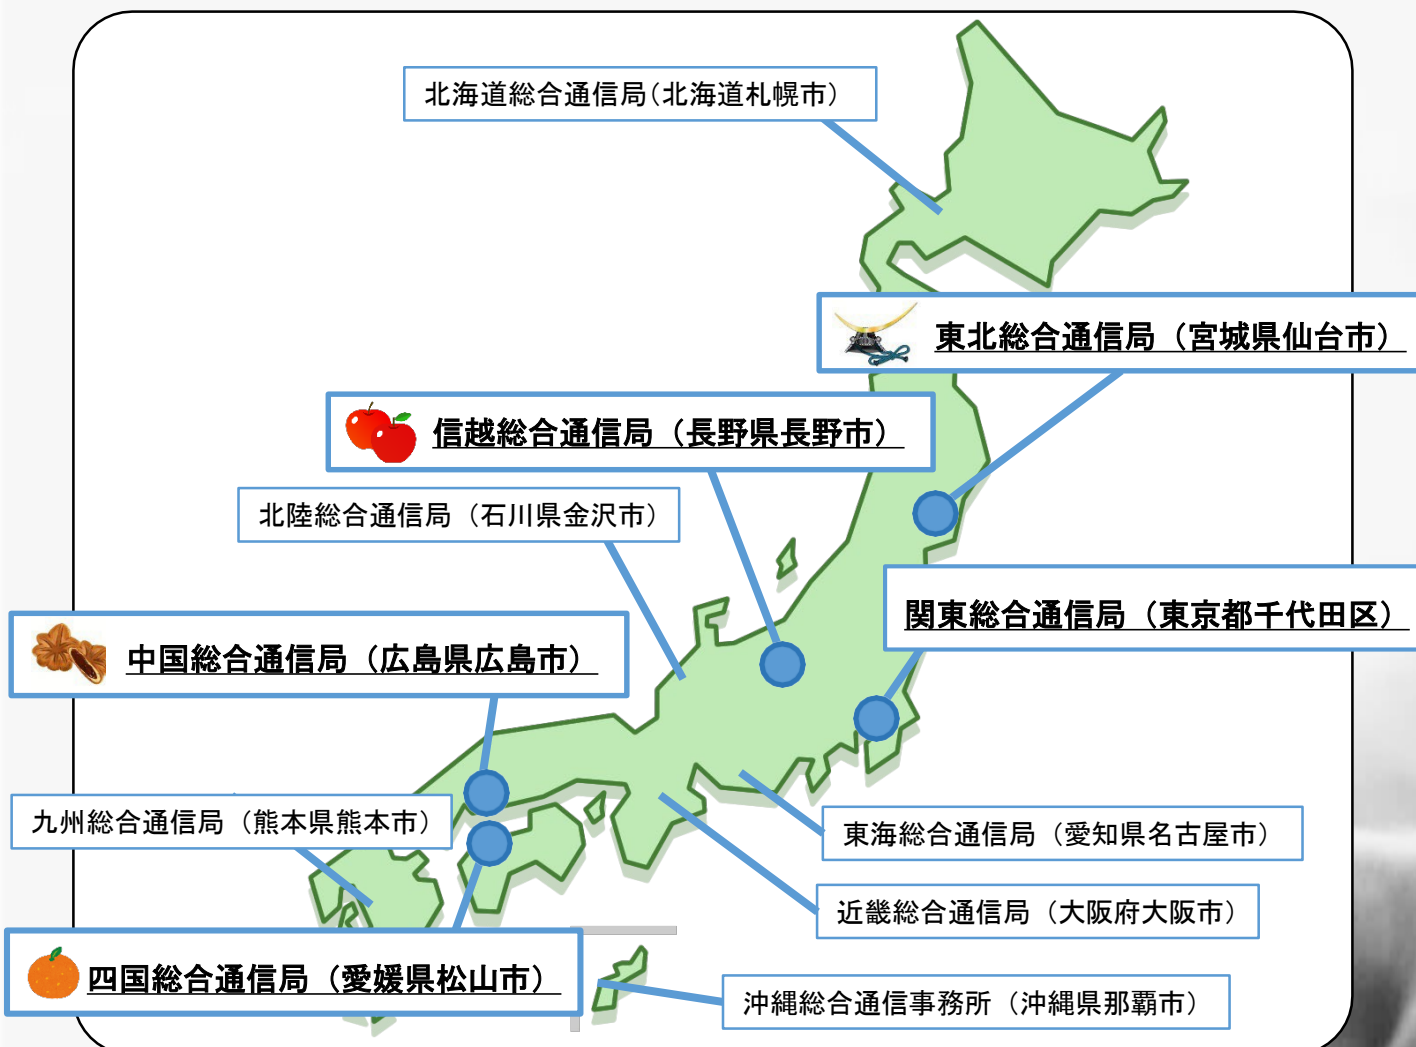 北海道総合通信局（北海道札幌市）
東北総合通信局（宮城県仙台市）
信越総合通信局（長野県長野市）
北陸総合通信局（石川県金沢市）
関東総合通信局（東京都千代田区）
中国総合通信局（広島県広島市）
九州総合通信局（熊本県熊本市）
東海総合通信局（愛知県名古屋市）
近畿総合通信局（大阪府大阪市）
四国総合通信局（愛媛県松山市）
沖縄総合通信事務所（沖縄県那覇市）